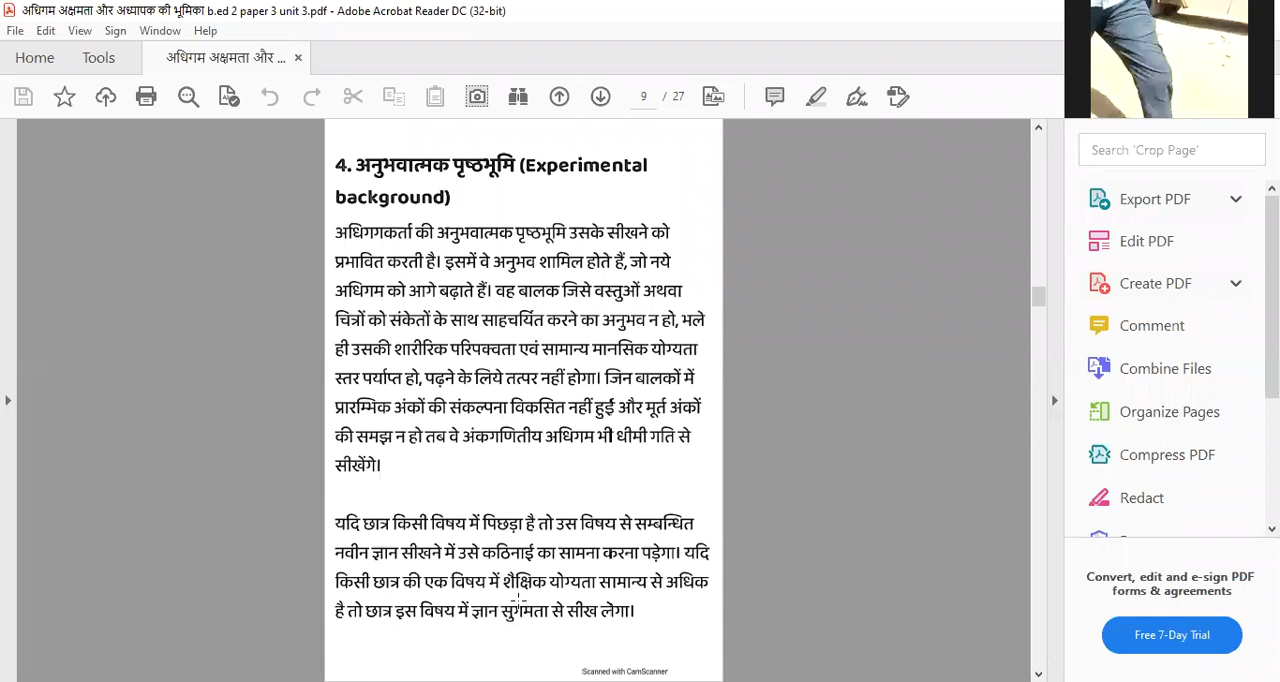 अधिगम अक्षमता और अध्यापक की भूमिका b.ed 2 paper 3 unit 3.pdf - Adobe Acrobat Reader DC (32-bit)
File Edit View Sign Window Help
Home Tools अधिगम अक्षमता और ... ×
9 / 27
Search 'Crop Page'
4. अनुभवात्मक पृष्ठभूमि (Experimental
background)
अधिगगकर्ता की अनुभवात्मक पृष्ठभूमि उसके सीखने को
प्रभावित करती है। इसमें वे अनुभव शामिल होते हैं, जो नये
अधिगम को आगे बढ़ाते हैं। वह बालक जिसे वस्तुओं अथवा
चित्रों को संकेतों के साथ साहचर्यित करने का अनुभव न हो, भले
ही उसकी शारीरिक परिपक्वता एवं सामान्य मानसिक योग्यता
स्तर पर्याप्त हो, पढ़ने के लिये तत्पर नहीं होगा। जिन बालकों में
प्रारम्भिक अंकों की संकल्पना विकसित नहीं हुई और मूर्त अंकों
की समझ न हो तब वे अंकगणितीय अधिगम भी धीमी गति से
सीखेंगे।
यदि छात्र किसी विषय में पिछड़ा है तो उस विषय से सम्बन्धित
नवीन ज्ञान सीखने में उसे कठिनाई का सामना करना पड़ेगा। यदि
किसी छात्र की एक विषय में शैक्षिक योग्यता सामान्य से अधिक
है तो छात्र इस विषय में ज्ञान सुगमता से सीख लेगा।
Scanned with CamScanner
Export PDF
Edit PDF
Create PDF
Comment
Combine Files
Organize Pages
Compress PDF
Redact
Convert, edit and e-sign PDF
forms & agreements
Free 7-Day Trial